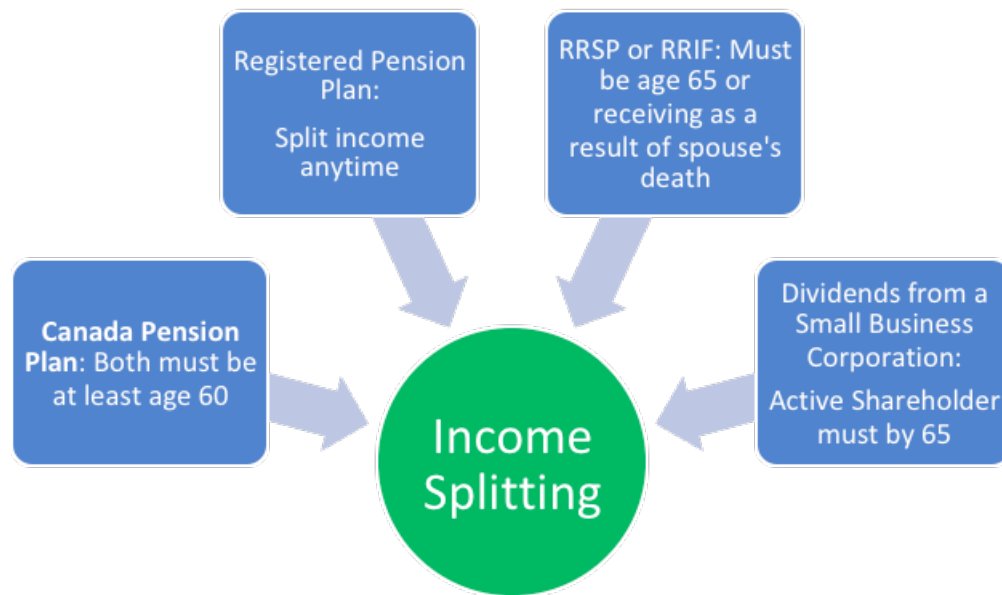 Registered Pension
Plan:
Split income
anytime
RRSP or RRIF: Must
be age 65 or
receiving as a
result of spouse's
death
Canada Pension
Plan: Both must be
at least age 60
Dividends from a
Small Business
Corporation:
Active Shareholder
must by 65
Income
Splitting